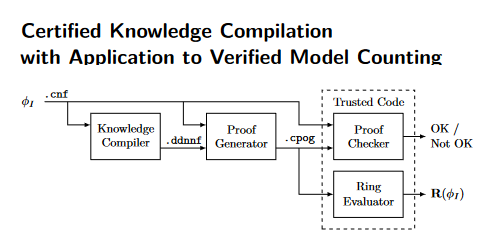 Certified Knowledge Compilation
with Application to Verified Model Counting
.cnf
ϕI
Trusted Code
Knowledge
Compiler
.ddnnf
Proof
Generator
.cpog
Proof
Checker
OK /
Not OK
Ring
Evaluator
R(ϕI)